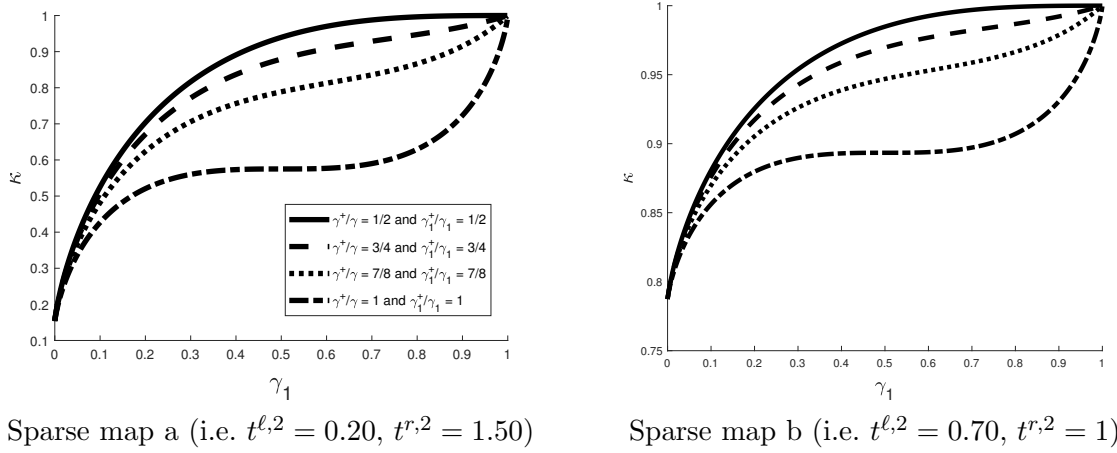 1
0.9
0.8
0.7
0.6
κ
0.5
0.4
0.3
0.2
0.1
0 0.1 0.2 0.3 0.4 0.5 0.6 0.7 0.8 0.9 1
γ₁
γ⁺/γ = 1/2 and γ₁⁺/γ₁ = 1/2
γ⁺/γ = 3/4 and γ₁⁺/γ₁ = 3/4
γ⁺/γ = 7/8 and γ₁⁺/γ₁ = 7/8
γ⁺/γ = 1 and γ₁⁺/γ₁ = 1
Sparse map a (i.e. t^{ℓ,2} = 0.20, t^{r,2} = 1.50)
1
0.95
0.9
κ
0.85
0.8
0.75
0 0.1 0.2 0.3 0.4 0.5 0.6 0.7 0.8 0.9 1
γ₁
Sparse map b (i.e. t^{ℓ,2} = 0.70, t^{r,2} = 1)